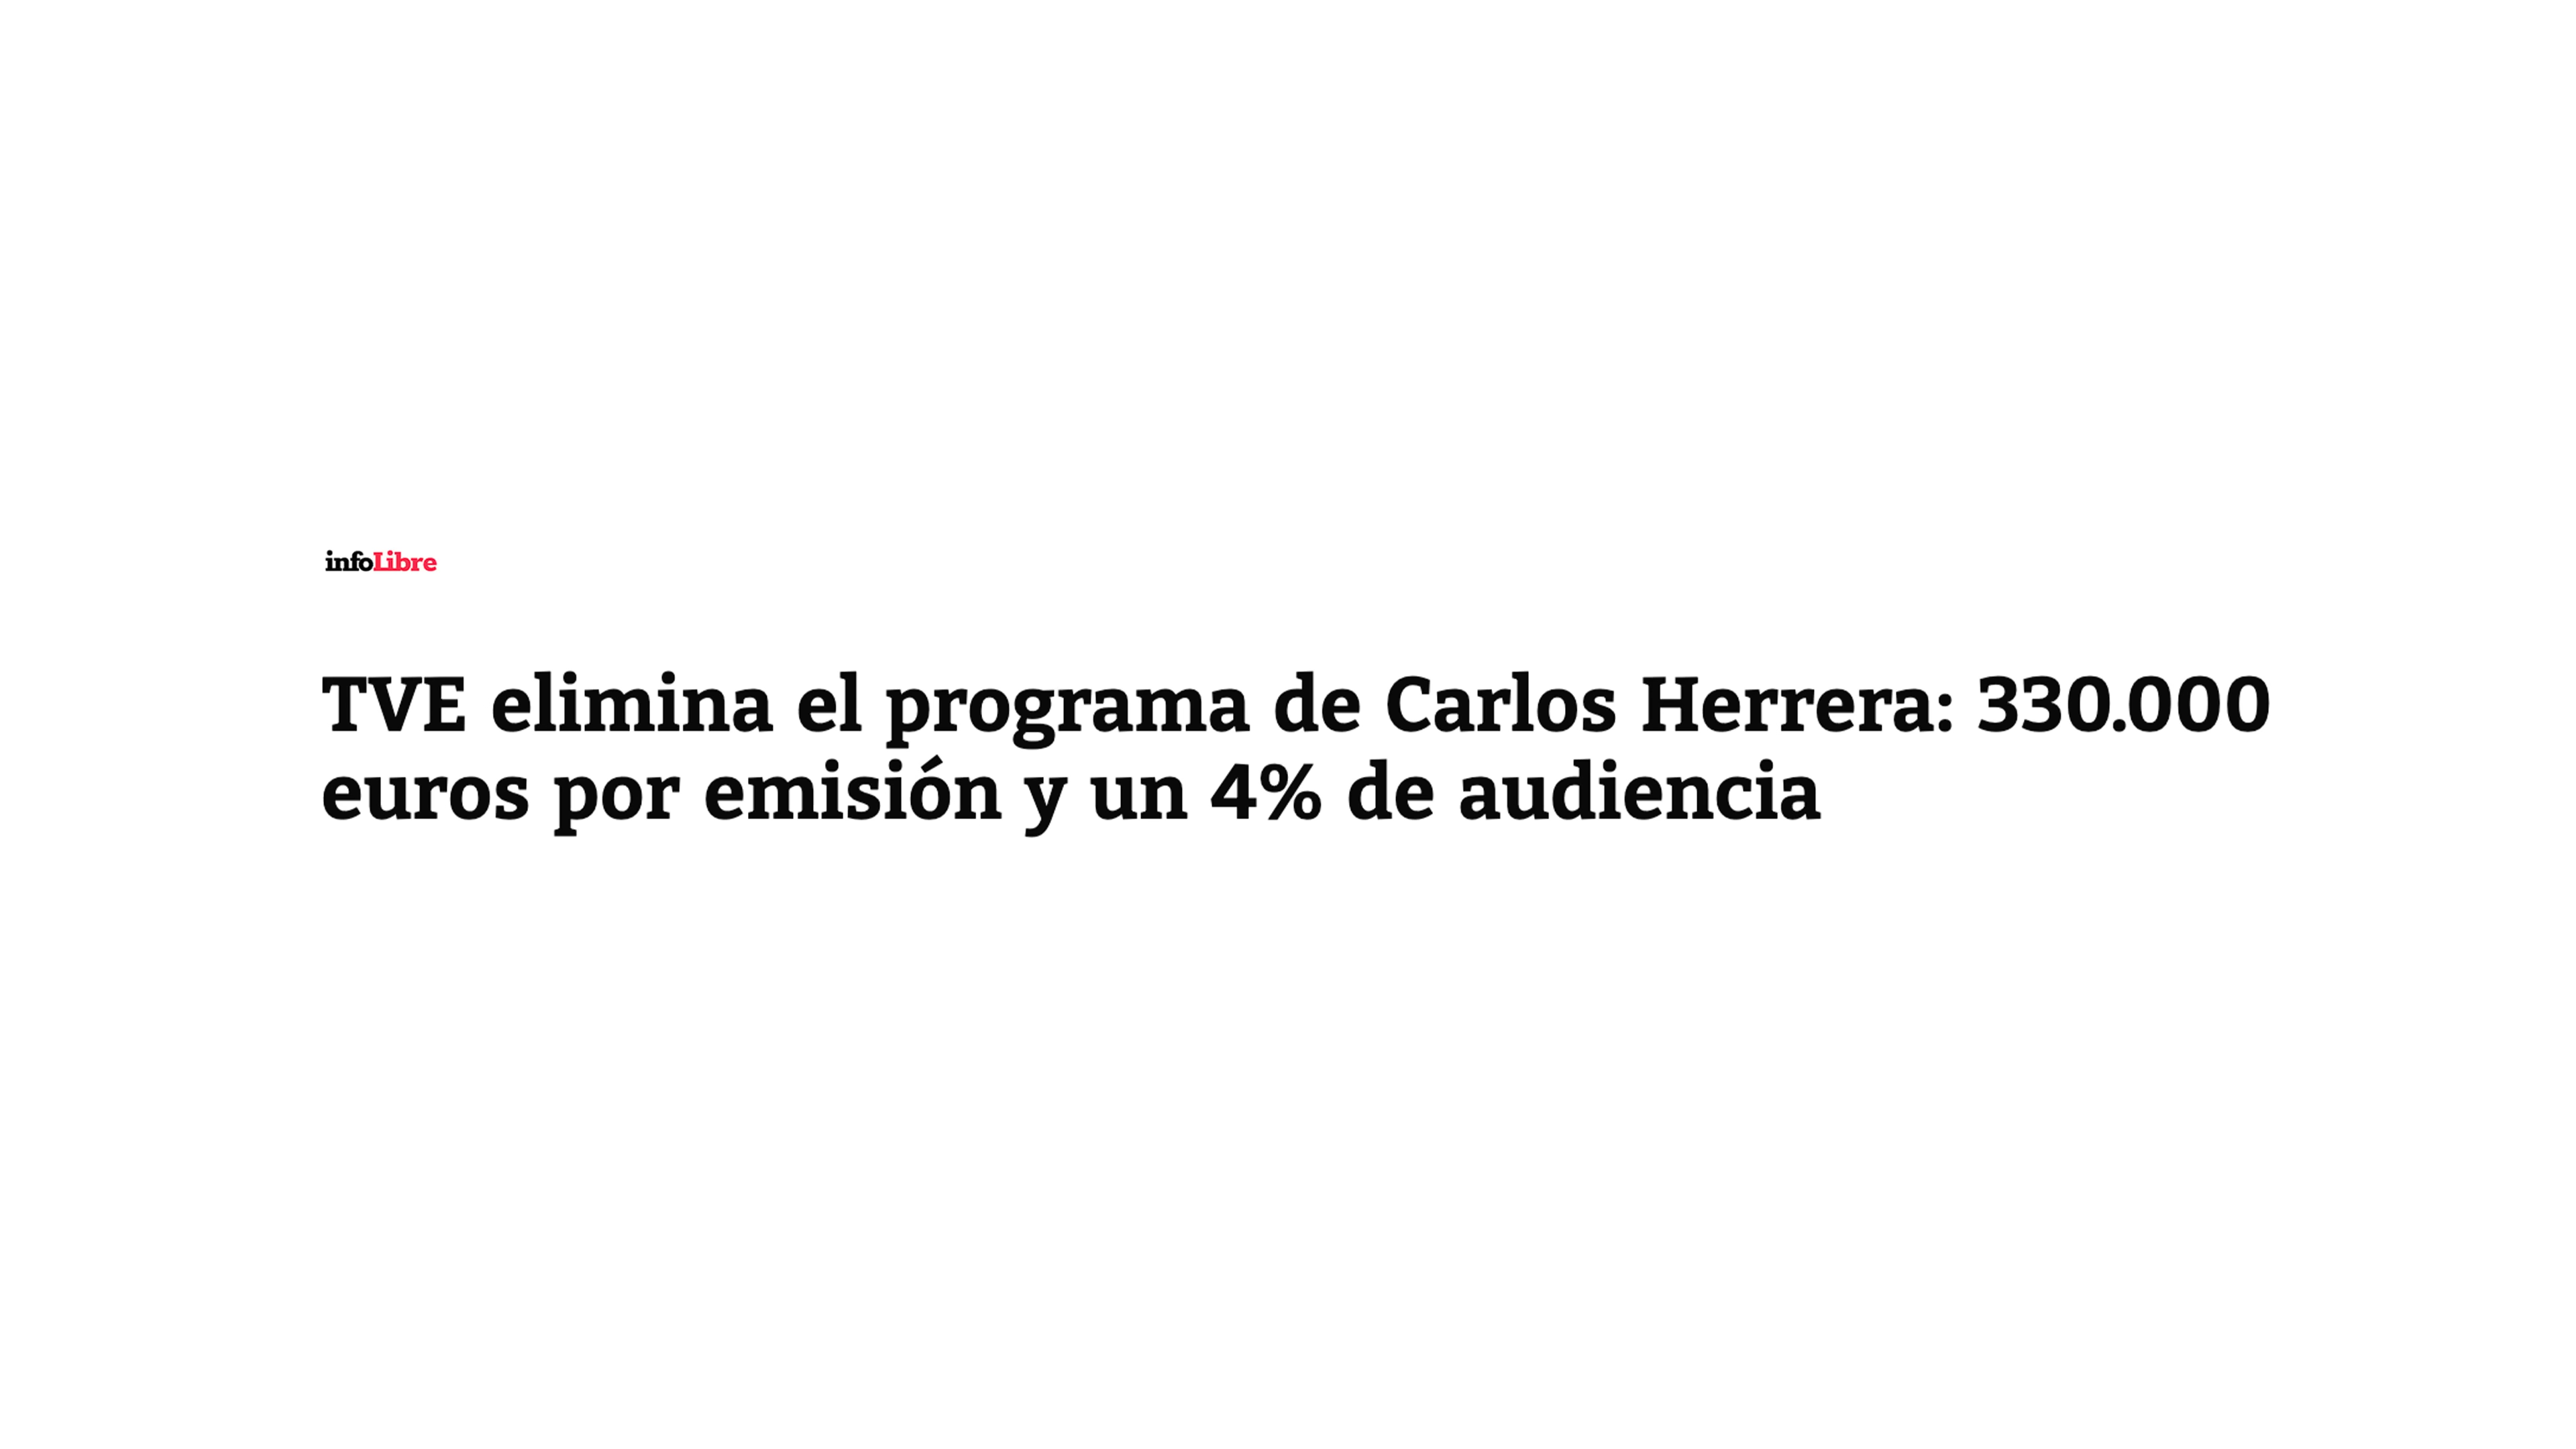 infoLibre
TVE elimina el programa de Carlos Herrera: 330.000
euros por emisión y un 4% de audiencia